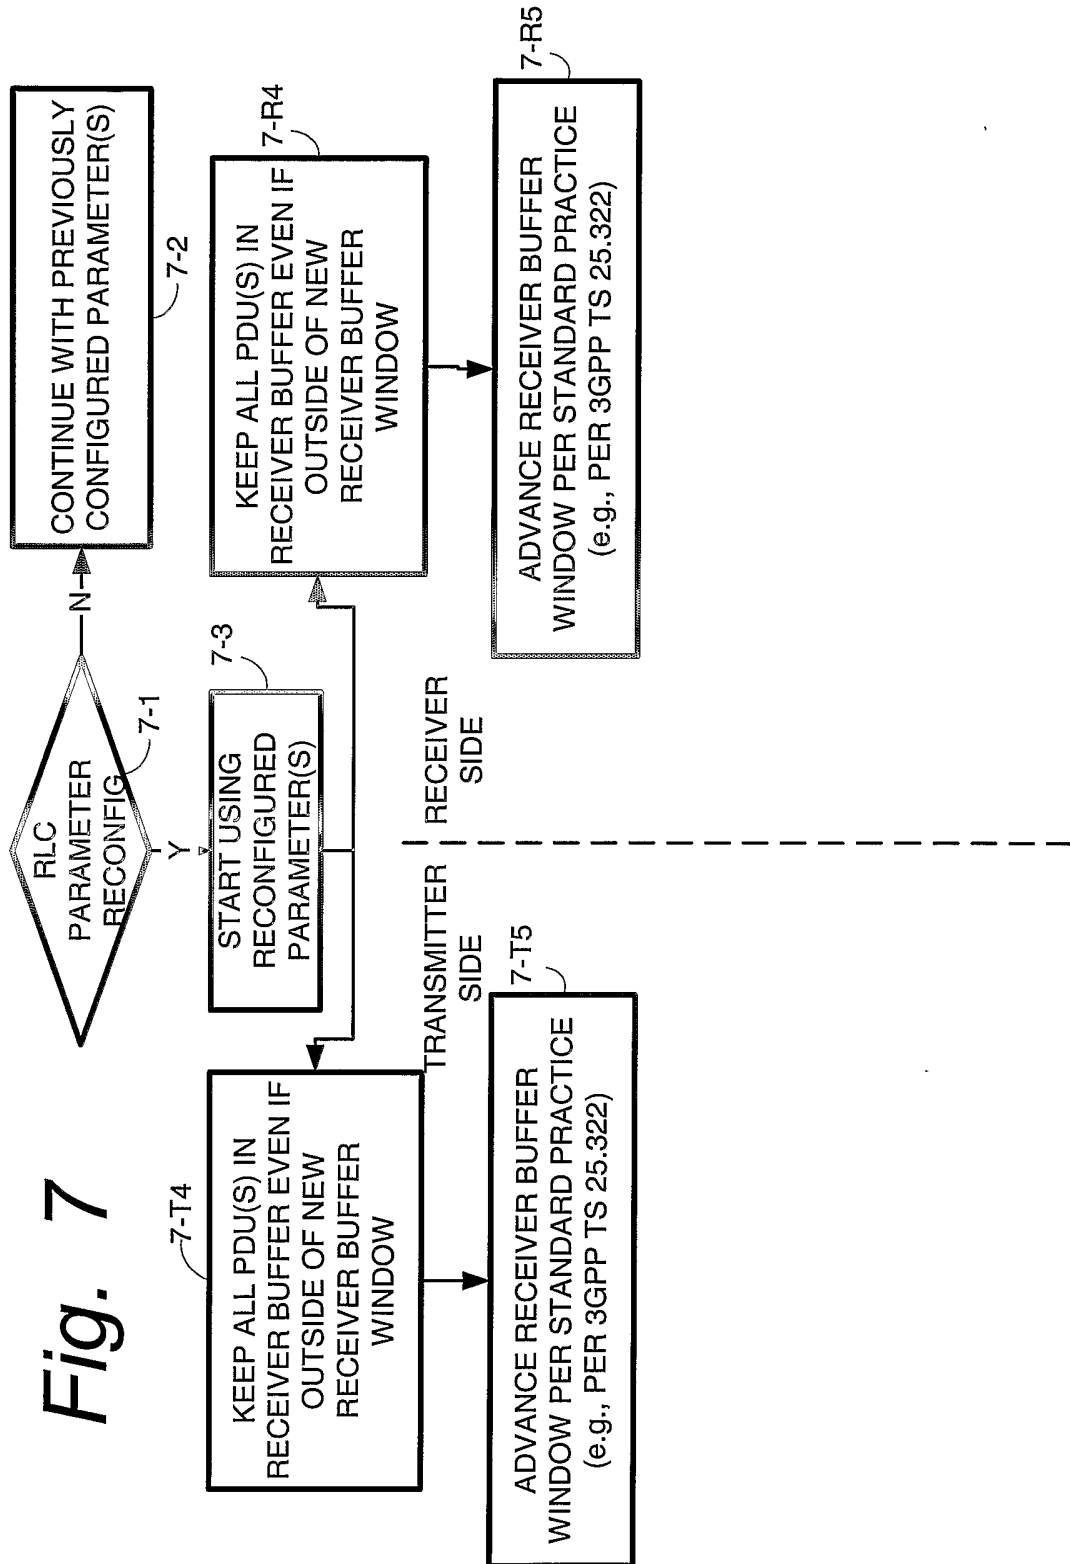 Fig. 7
RLC
PARAMETER
RECONFIG
7-1
N
CONTINUE WITH PREVIOUSLY
CONFIGURED PARAMETER(S)
7-2
Y
START USING
RECONFIGURED
PARAMETER(S)
7-3
7-T4
KEEP ALL PDU(S) IN
RECEIVER BUFFER EVEN IF
OUTSIDE OF NEW
RECEIVER BUFFER
WINDOW
7-R4
KEEP ALL PDU(S) IN
RECEIVER BUFFER EVEN IF
OUTSIDE OF NEW
RECEIVER BUFFER
WINDOW
TRANSMITTER
SIDE
RECEIVER
SIDE
7-T5
ADVANCE RECEIVER BUFFER
WINDOW PER STANDARD PRACTICE
(e.g., PER 3GPP TS 25.322)
7-R5
ADVANCE RECEIVER BUFFER
WINDOW PER STANDARD PRACTICE
(e.g., PER 3GPP TS 25.322)